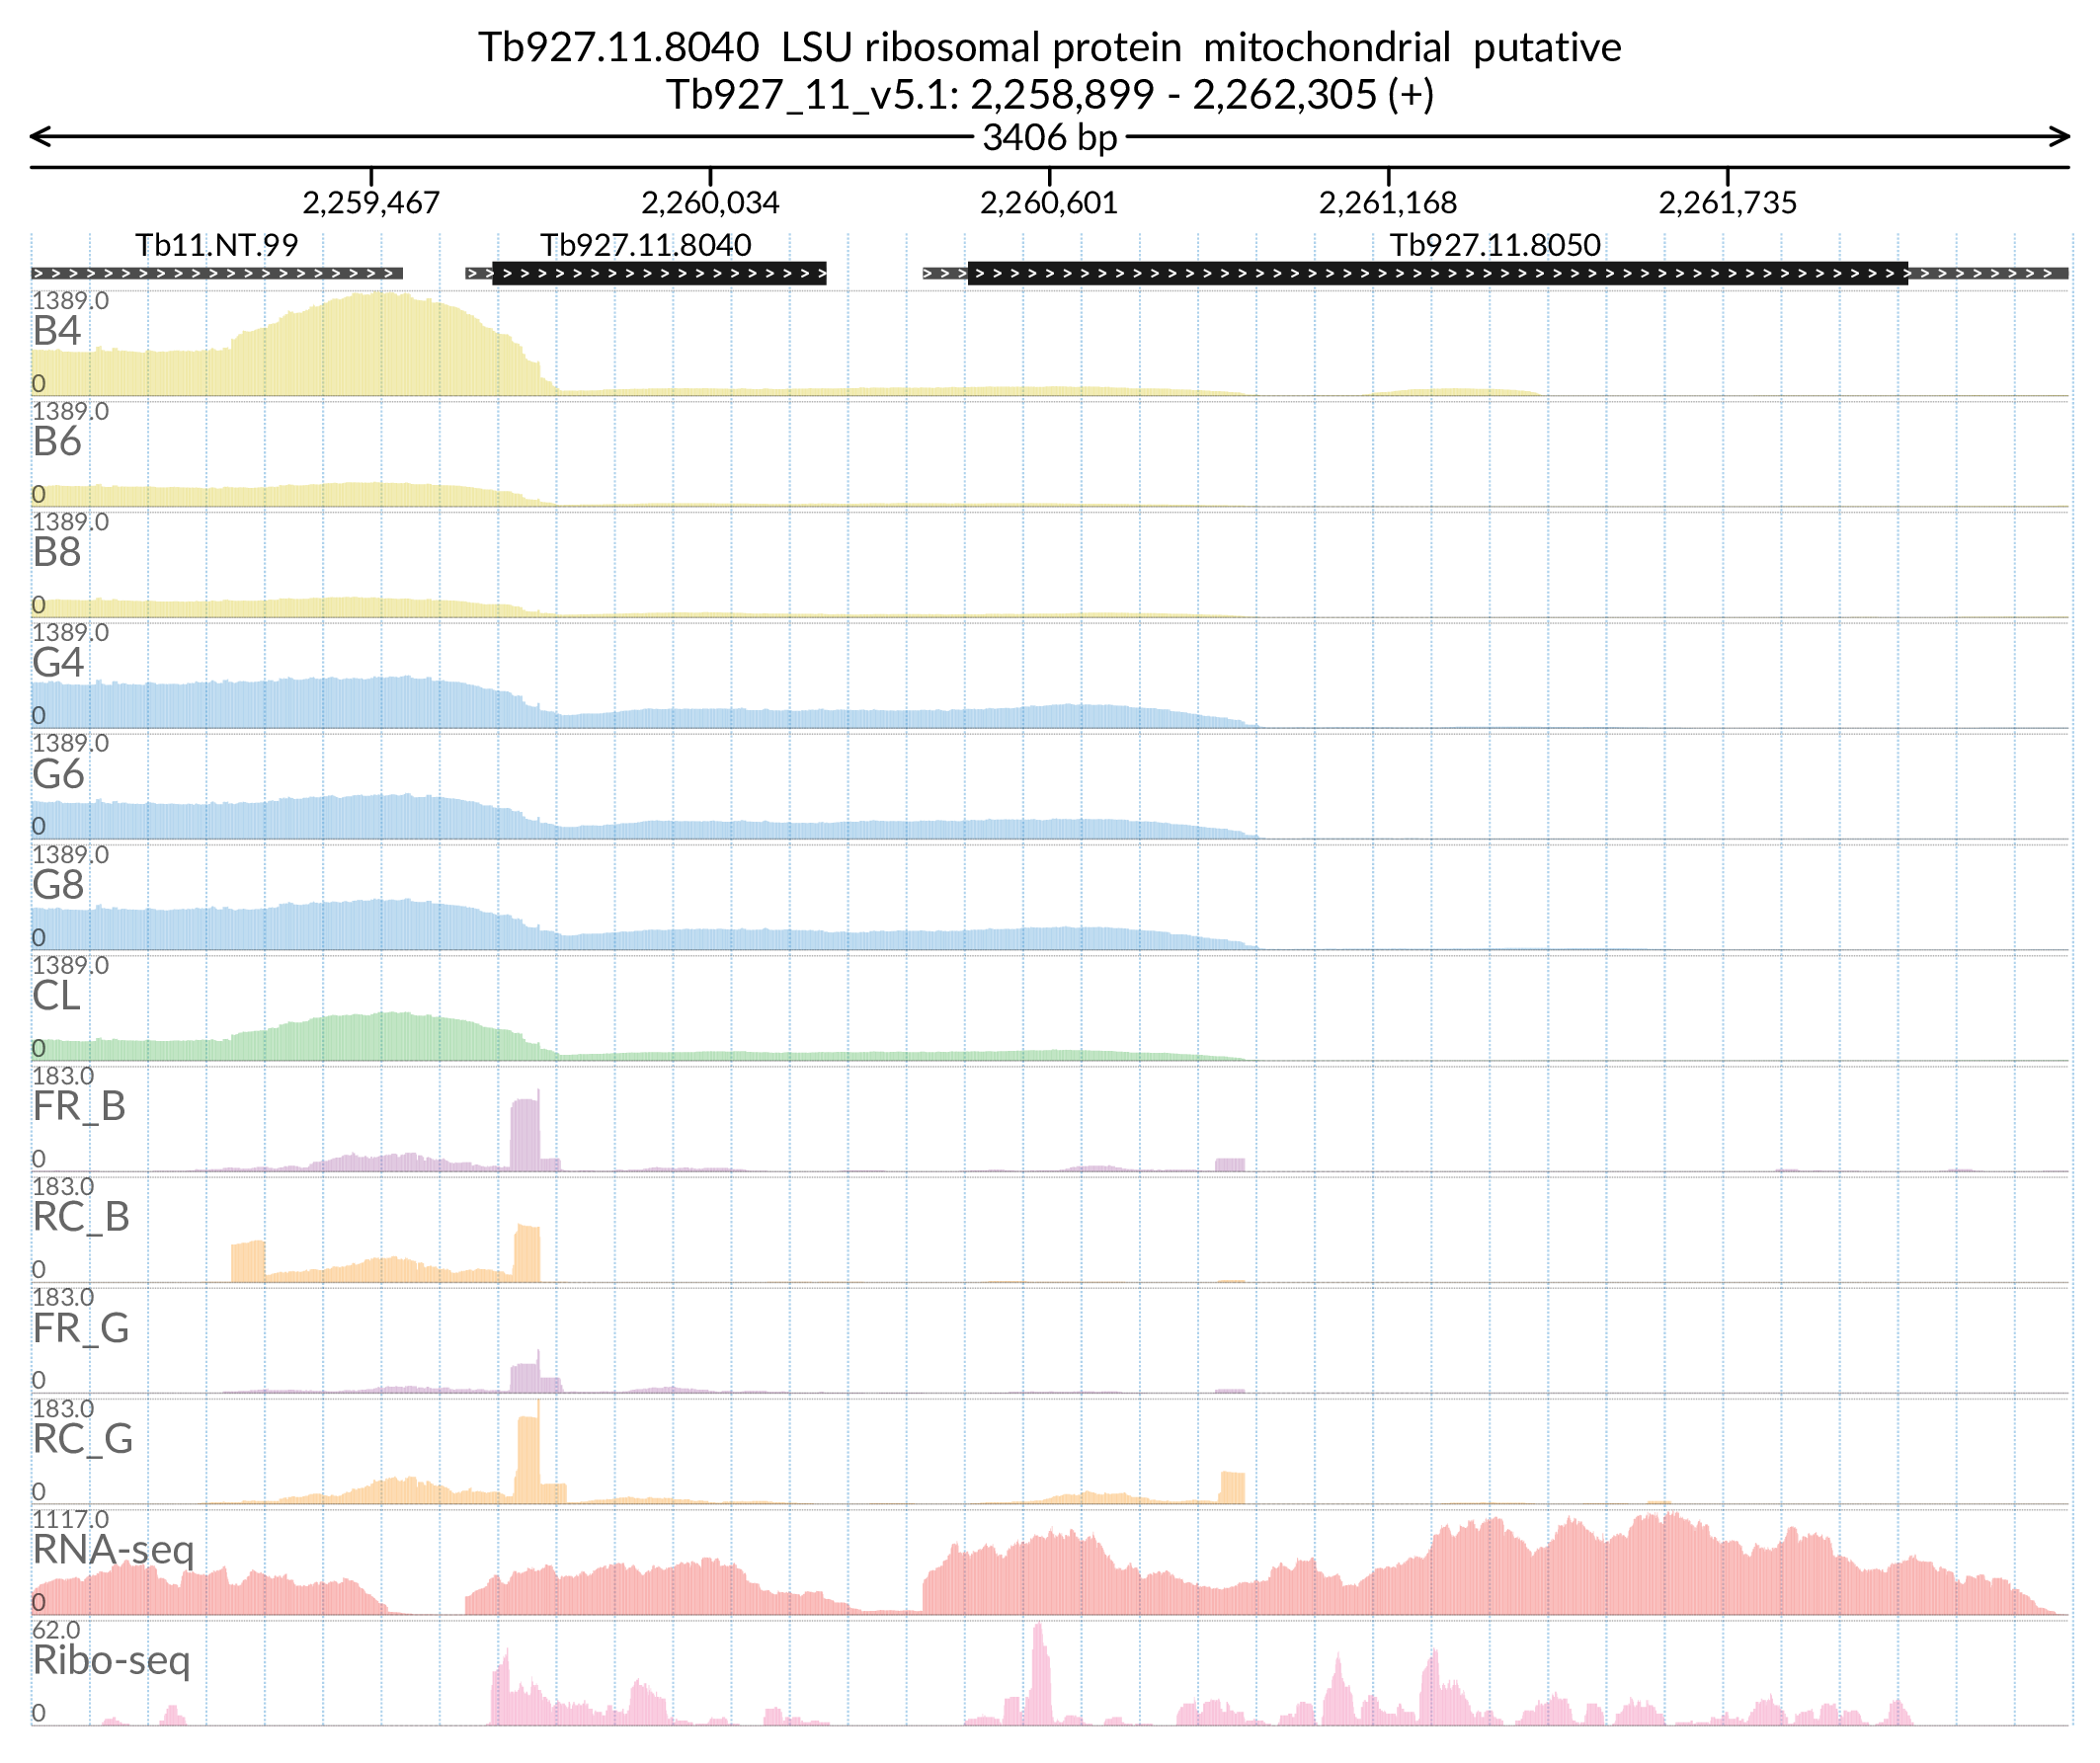 Tb927.11.8040  LSU ribosomal protein  mitochondrial  putative
Tb927_11_v5.1: 2,258,899 - 2,262,305 (+)
3406 bp
2,259,467 2,260,034 2,260,601 2,261,168 2,261,735
Tb11.NT.99 Tb927.11.8040 Tb927.11.8050
1389.0
B4
0
1389.0
B6
0
1389.0
B8
0
1389.0
G4
0
1389.0
G6
0
1389.0
G8
0
1389.0
CL
0
183.0
FR_B
0
183.0
RC_B
0
183.0
FR_G
0
183.0
RC_G
0
1117.0
RNA-seq
0
62.0
Ribo-seq
0